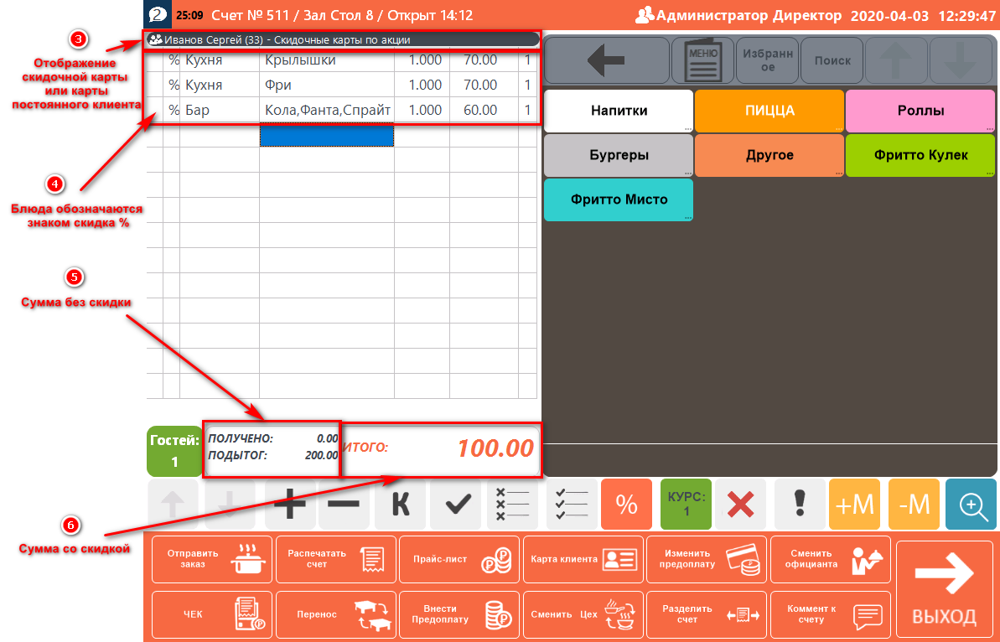 2 25:09 Счет № 511 / Зал Стол 8 / Открыт 14:12
Администратор Директор 2020-04-03 12:29:47
3
Отображение
скидочной карты
или карты
постоянного клиента
Иванов Сергей (33) - Скидочные карты по акции
% Кухня Крылышки 1.000 70.00 1
% Кухня Фри 1.000 70.00 1
% Бар Кола,Фанта,Спрайт 1.000 60.00 1
4
Блюда обозначаются
знаком скидка %
5
Сумма без скидки
6
Сумма со скидкой
МЕНЮ
Избранн
ое
Поиск
Напитки
ПИЦЦА
Роллы
Бургеры
Другое
Фритто Кулек
Фритто Мисто
Гостей:
1
ПОЛУЧЕНО: 0.00
ПОДЫТОГ: 200.00
ИТОГО: 100.00
К
%
КУРС:
1
!
+М
-М
Отправить
заказ
Распечатать
счет
Прайс-лист
Карта клиента
Изменить
предоплату
Сменить
официанта
ЧЕК
Перенос
Внести
Предоплату
Сменить Цех
Разделить
счет
Коммент к
счету
ВЫХОД